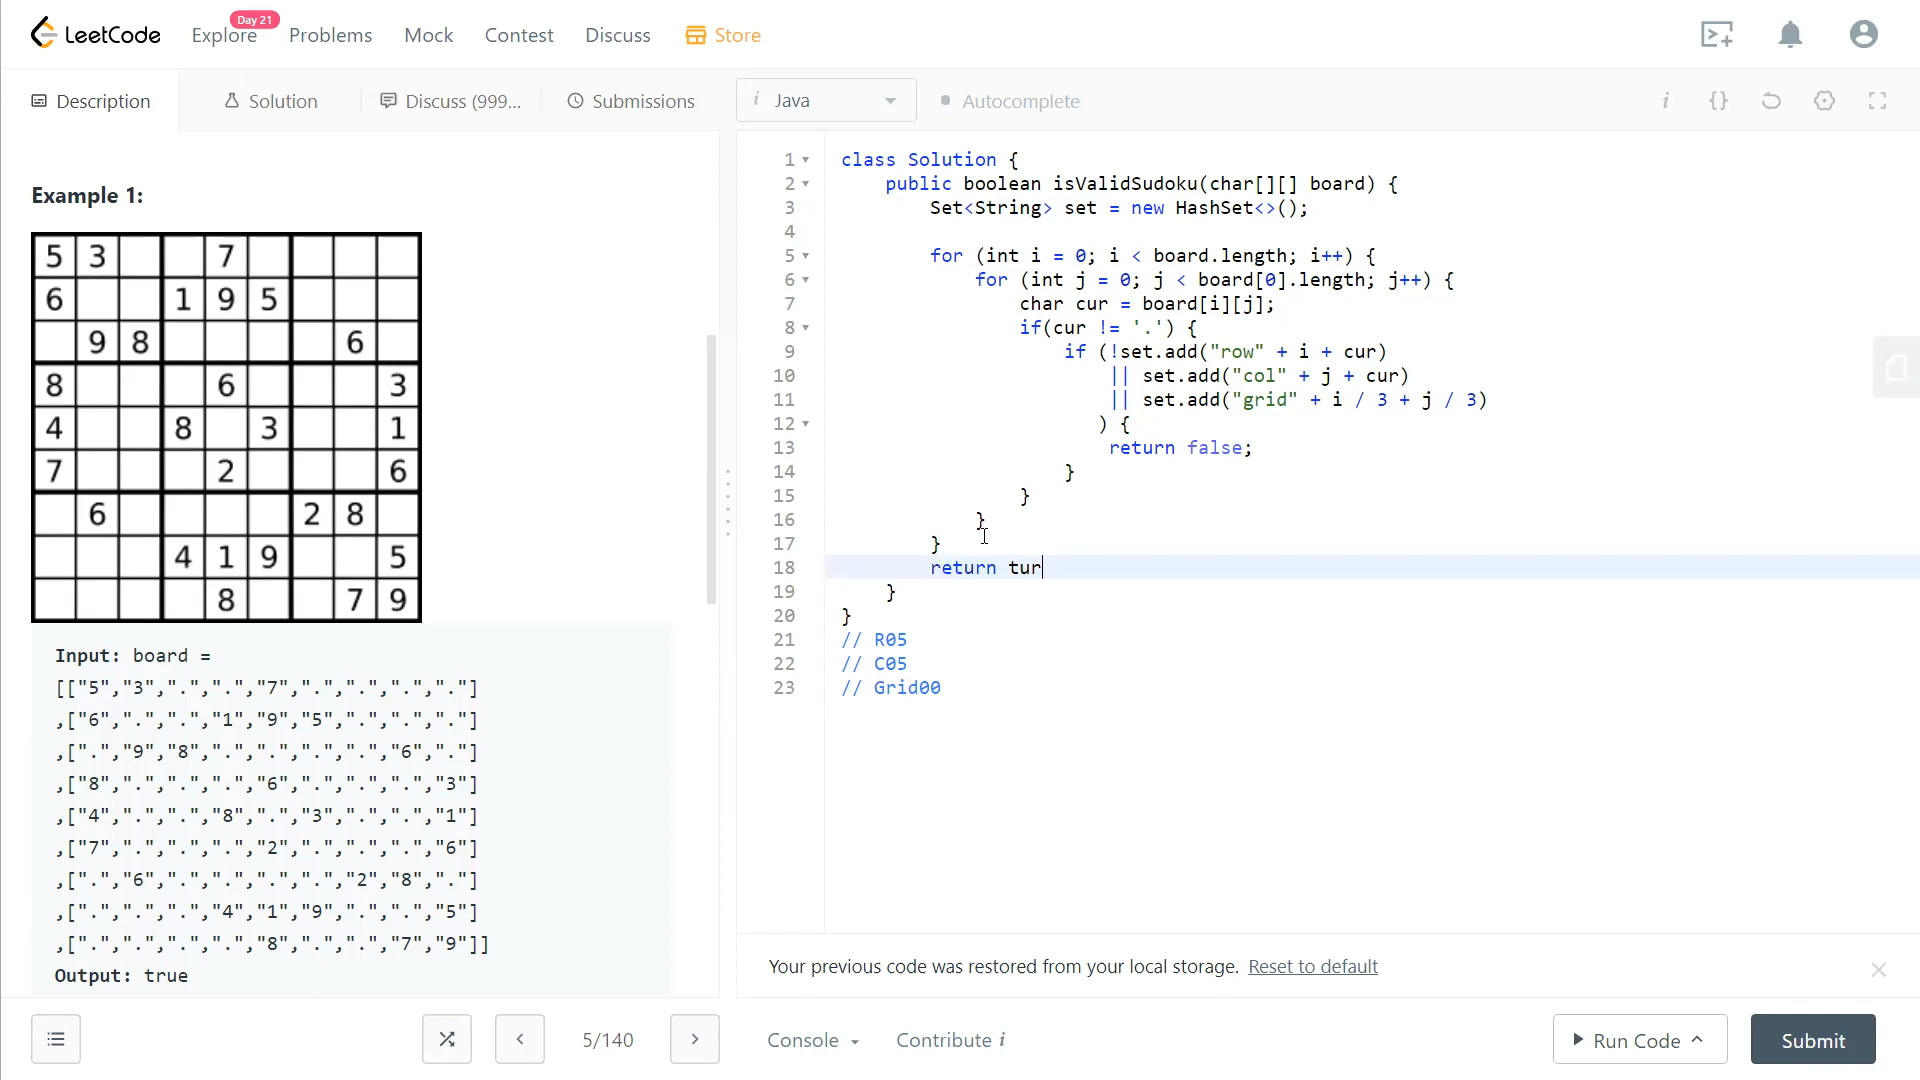 LeetCode
Explore
Day 21
Problems
Mock
Contest
Discuss
Store
Description
Solution
Discuss (999...
Submissions
i Java
Autocomplete
i
{}
Example 1:
5 3 7
6 1 9 5
9 8 6
8 6 3
4 8 3 1
7 2 6
6 2 8
4 1 9 5
8 7 9
Input: board =
[["5","3",".",".","7",".",".",".","."]
,["6",".",".","1","9","5",".",".","."]
,[".","9","8",".",".",".",".","6","."]
,["8",".",".",".","6",".",".",".","3"]
,["4",".",".","8",".","3",".",".","1"]
,["7",".",".",".","2",".",".",".","6"]
,[".","6",".",".",".",".","2","8","."]
,[".",".",".","4","1","9",".",".","5"]
,[".",".",".",".","8",".",".","7","9"]]
Output: true
1 class Solution {
2 public boolean isValidSudoku(char[][] board) {
3 Set<String> set = new HashSet<>();
4
5 for (int i = 0; i < board.length; i++) {
6 for (int j = 0; j < board[0].length; j++) {
7 char cur = board[i][j];
8 if(cur != '.') {
9 if (!set.add("row" + i + cur)
10 || set.add("col" + j + cur)
11 || set.add("grid" + i / 3 + j / 3)
12 ) {
13 return false;
14 }
15 }
16 }
17 }
18 return tur
19 }
20 }
21 // R05
22 // C05
23 // Grid00
Your previous code was restored from your local storage. Reset to default
5/140
Console
Contribute i
Run Code
Submit